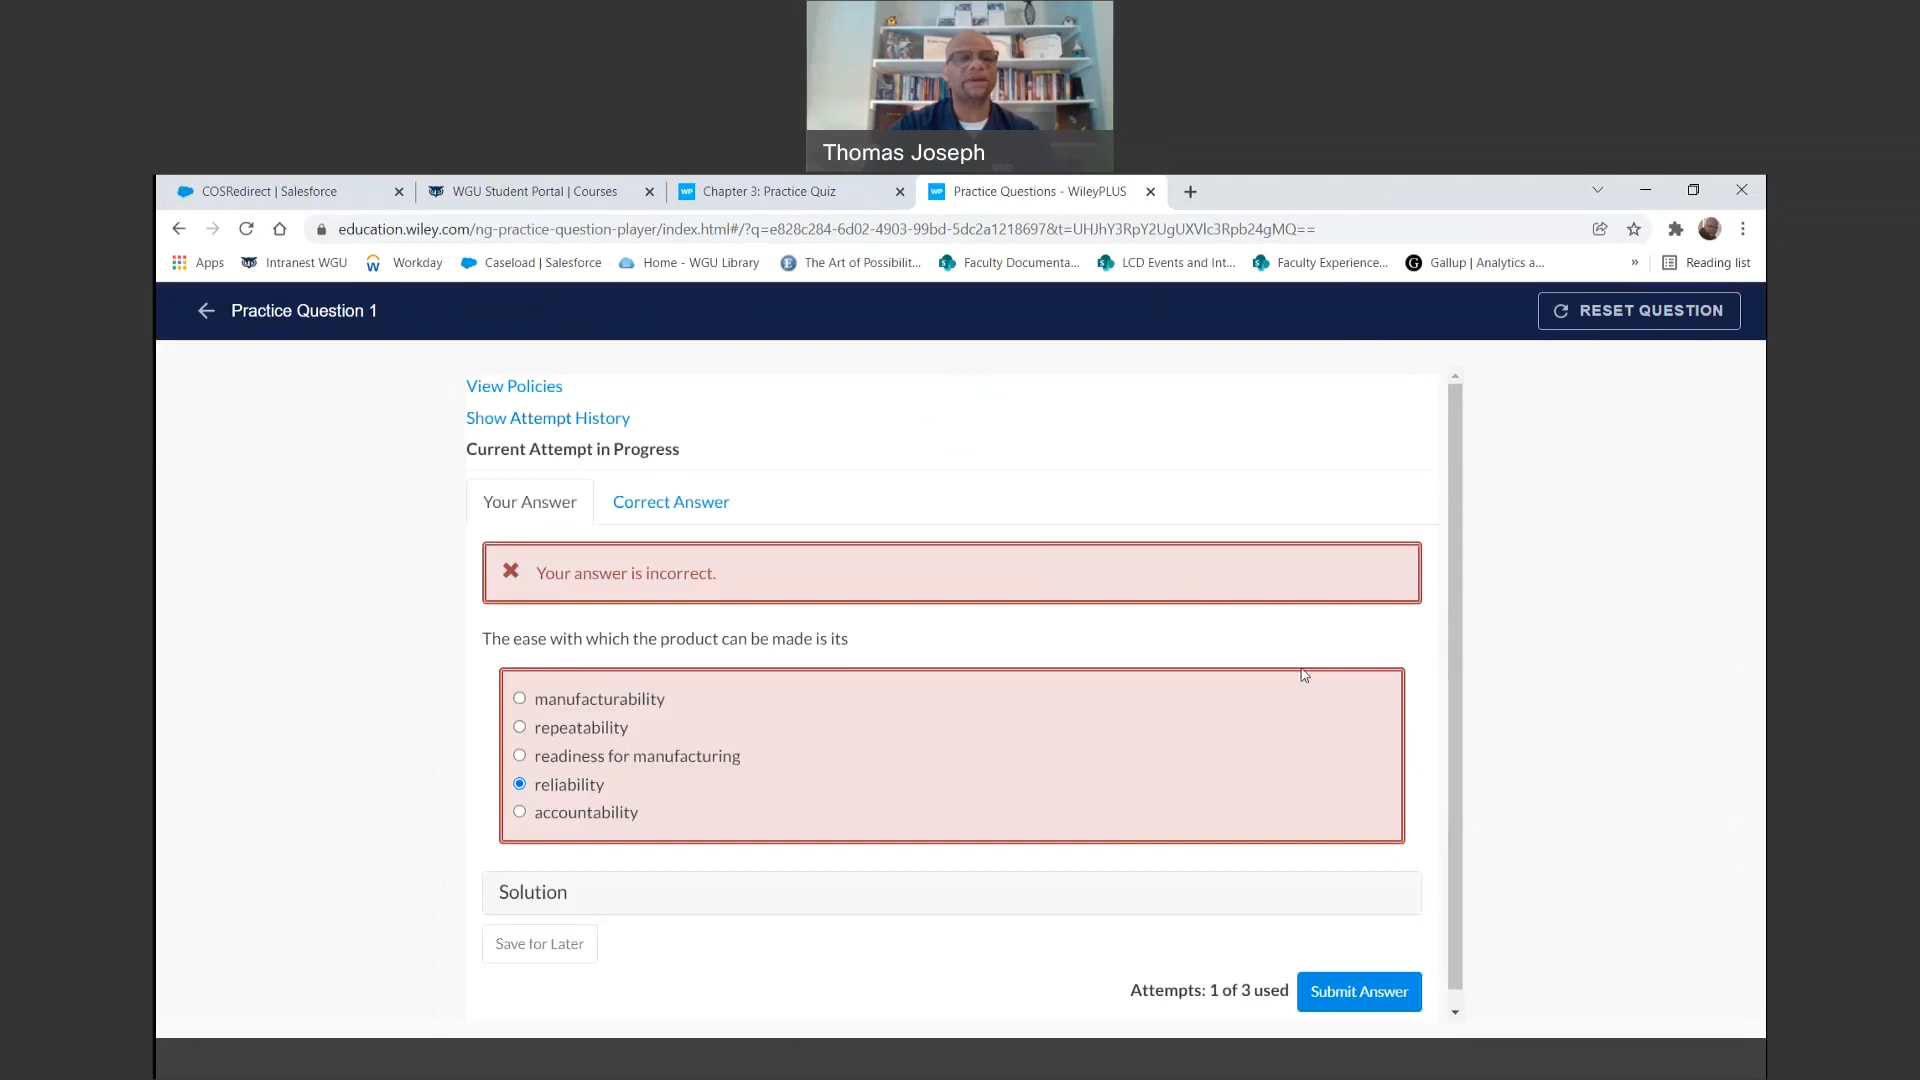 Thomas Joseph
COSRedirect | Salesforce
WGU Student Portal | Courses
WP Chapter 3: Practice Quiz
WP Practice Questions - WileyPLUS
education.wiley.com/ng-practice-question-player/index.html#/?q=e828c284-6d02-4903-99bd-5dc2a1218697&t=UHJhY3RpY2UgUXVlc3Rpb24gMQ==
Apps
Intranest WGU
Workday
Caseload | Salesforce
Home - WGU Library
The Art of Possibilit...
Faculty Documenta...
LCD Events and Int...
Faculty Experience...
Gallup | Analytics a...
»
Reading list
Practice Question 1
RESET QUESTION
View Policies
Show Attempt History
Current Attempt in Progress
Your Answer
Correct Answer
Your answer is incorrect.
The ease with which the product can be made is its
manufacturability
repeatability
readiness for manufacturing
reliability
accountability
Solution
Save for Later
Attempts: 1 of 3 used
Submit Answer